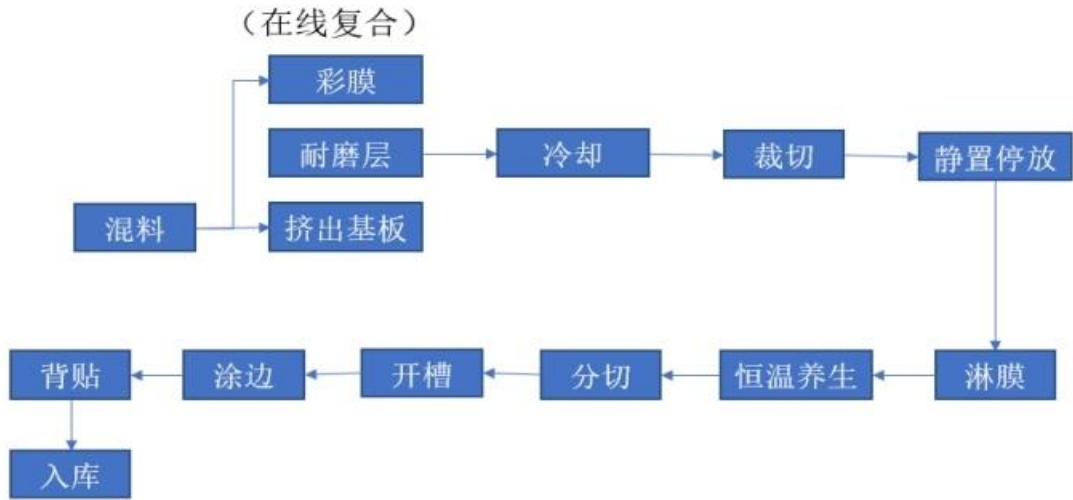 （在线复合）
彩膜
耐磨层
冷却
裁切
静置停放
混料
挤出基板
背贴
涂边
开槽
分切
恒温养生
淋膜
入库